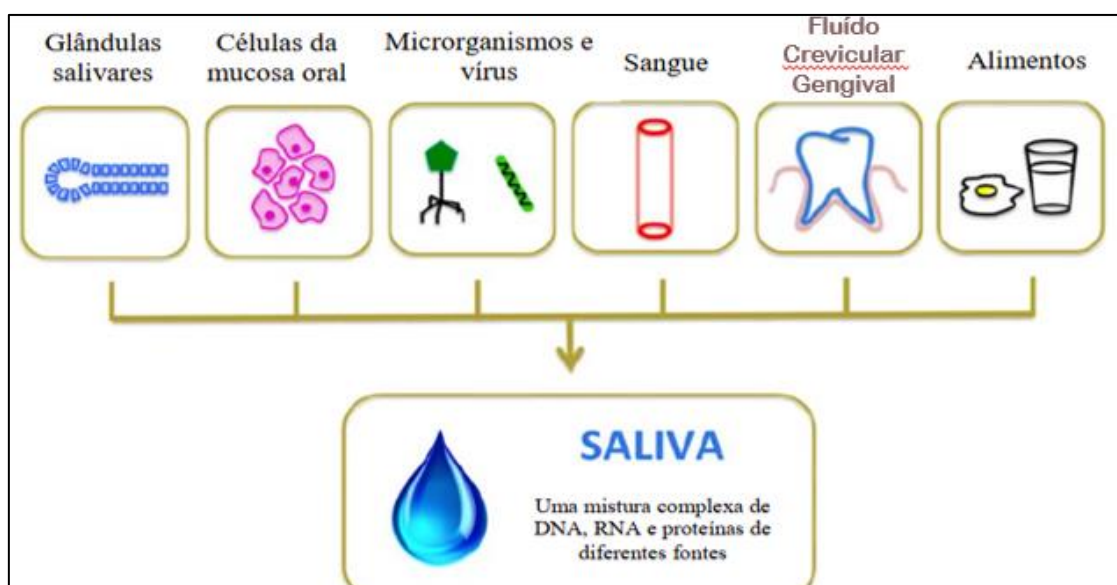 Glândulas
salivares
Células da
mucosa oral
Microrganismos e
vírus
Sangue
Fluído
Crevicular
Gengival
Alimentos
SALIVA
Uma mistura complexa de
DNA, RNA e proteínas de
diferentes fontes